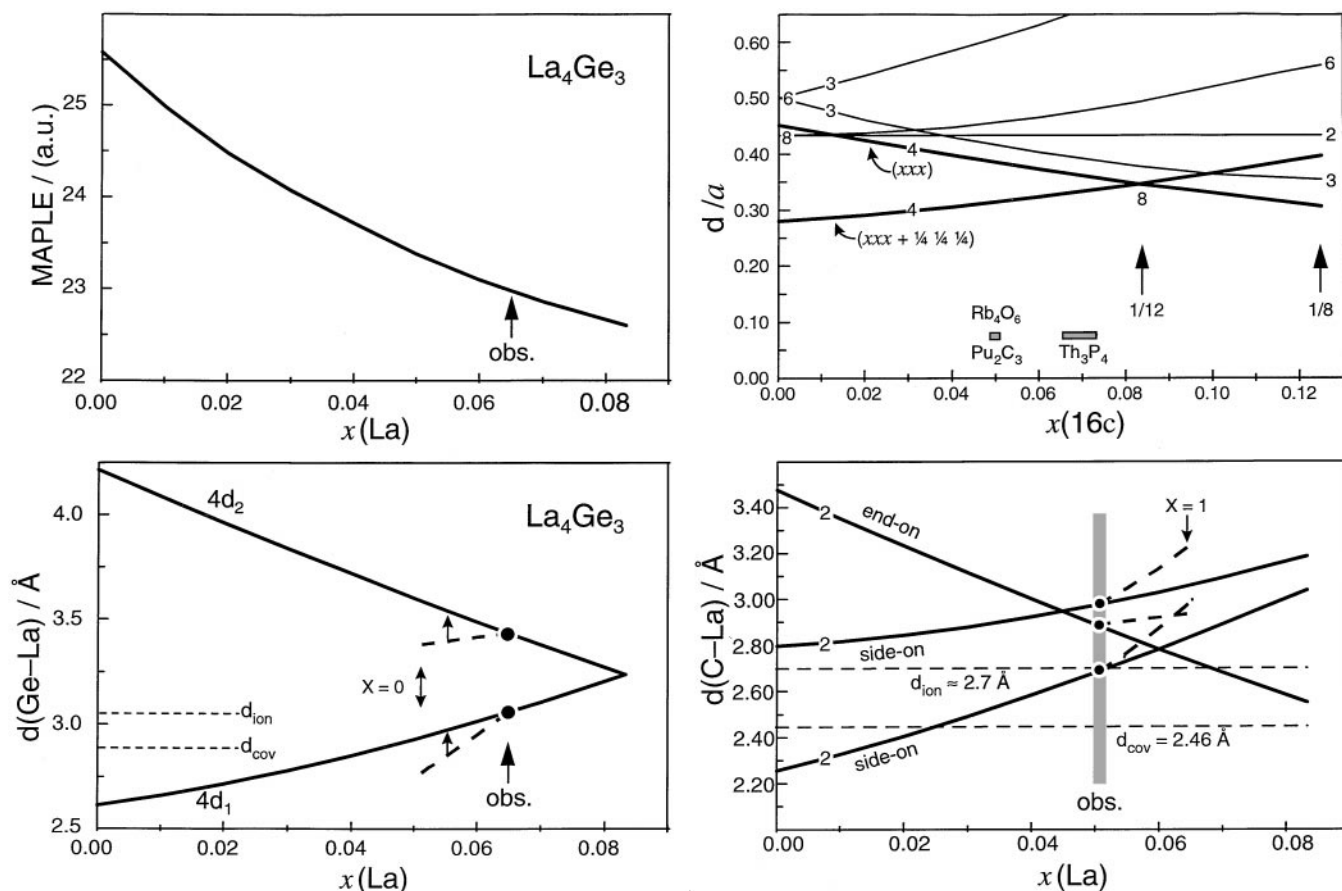 La₄Ge₃
MAPLE / (a.u.)
25
24
23
22
obs.
0.00 0.02 0.04 0.06 0.08
x(La)
d/a
0.60
0.50
0.40
0.30
0.20
0.10
0.00
3
6
3
8
4
(xxx)
4
(xxx + ¼ ¼ ¼)
8
6
2
3
Rb₄O₆
Pu₂C₃
Th₃P₄
1/12
1/8
0.00 0.02 0.04 0.06 0.08 0.10 0.12
x(16c)
La₄Ge₃
d(Ge–La) / Å
4.0
3.5
3.0
2.5
4d₂
X = 0
d_ion
d_cov
4d₁
obs.
0.00 0.02 0.04 0.06 0.08
x(La)
d(C–La) / Å
3.40
3.20
3.00
2.80
2.60
2.40
2.20
2
end-on
X = 1
2
side-on
d_ion ≈ 2.7 Å
2
side-on
d_cov = 2.46 Å
obs.
0.00 0.02 0.04 0.06 0.08
x(La)